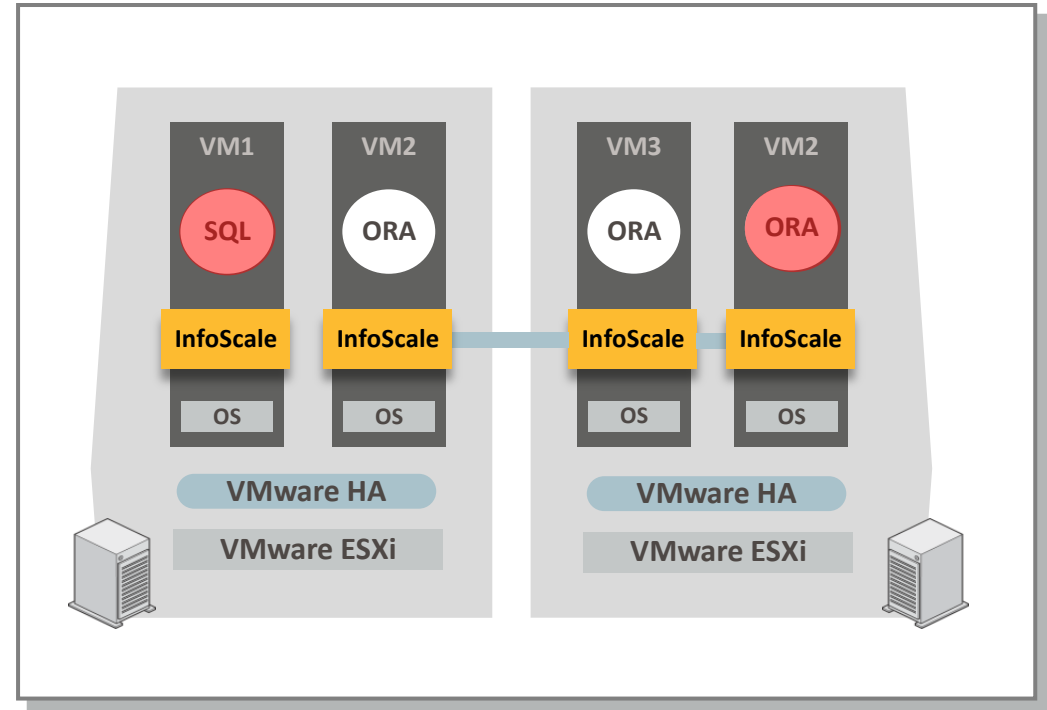 VM1
VM2
VM3
VM2
SQL
ORA
ORA
ORA
InfoScale
InfoScale
InfoScale
InfoScale
OS
OS
OS
OS
VMware HA
VMware HA
VMware ESXi
VMware ESXi